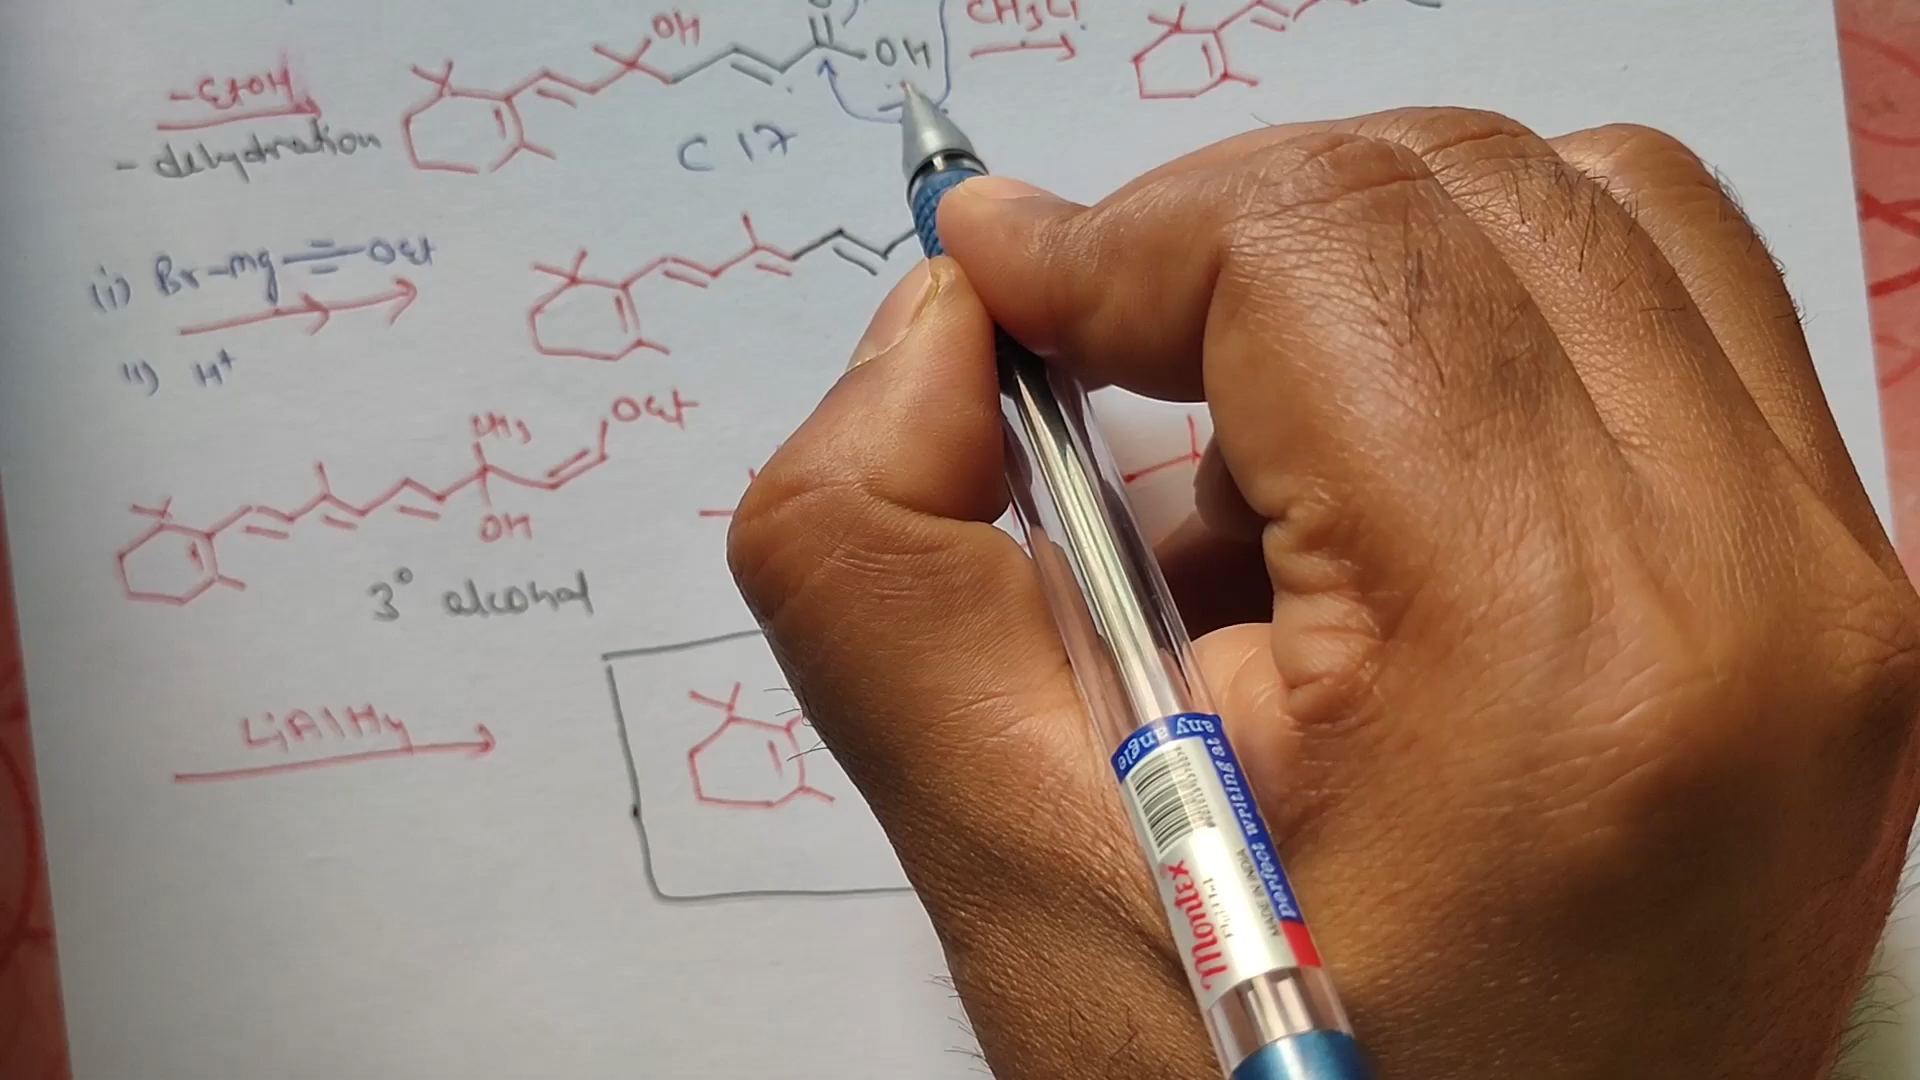 OH
CH3Li
OH
-EtOH
- dehydration
C 17
(i) Br-Mg≡OEt
ii) H+
OEt
CH3
OH
3° alcohol
LiAlH4
any angle
perfect writing at
MADE IN INDIA
Montex